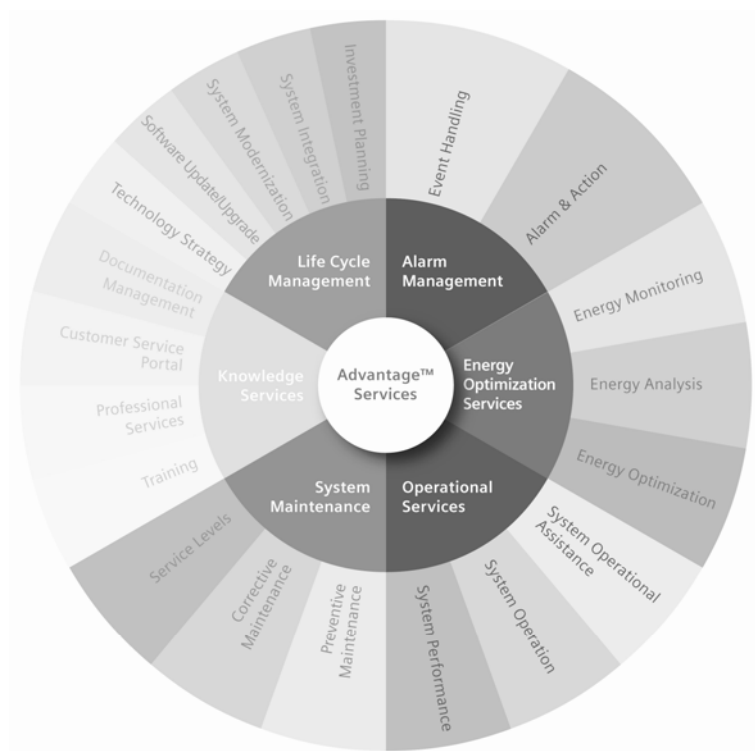 Advantage™
Services
Alarm
Management
Event Handling
Alarm & Action
Energy
Optimization
Services
Energy Monitoring
Energy Analysis
Energy Optimization
Operational
Services
System Operational
Assistance
System Operation
System Performance
System
Maintenance
Preventive
Maintenance
Corrective
Maintenance
Service Levels
Knowledge
Services
Training
Professional
Services
Customer Service
Portal
Documentation
Management
Life Cycle
Management
Technology Strategy
Software Update/Upgrade
System Modernization
System Integration
Investment Planning